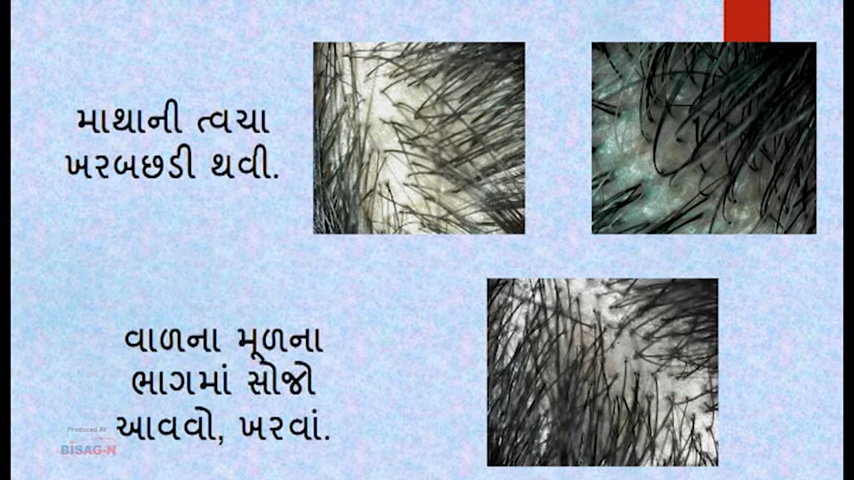 માથાની ત્વચા
ખરબછડી થવી.
વાળના મૂળના
ભાગમાં સોજો
આવવો, ખરવાં.
Produced At
BISAG-N